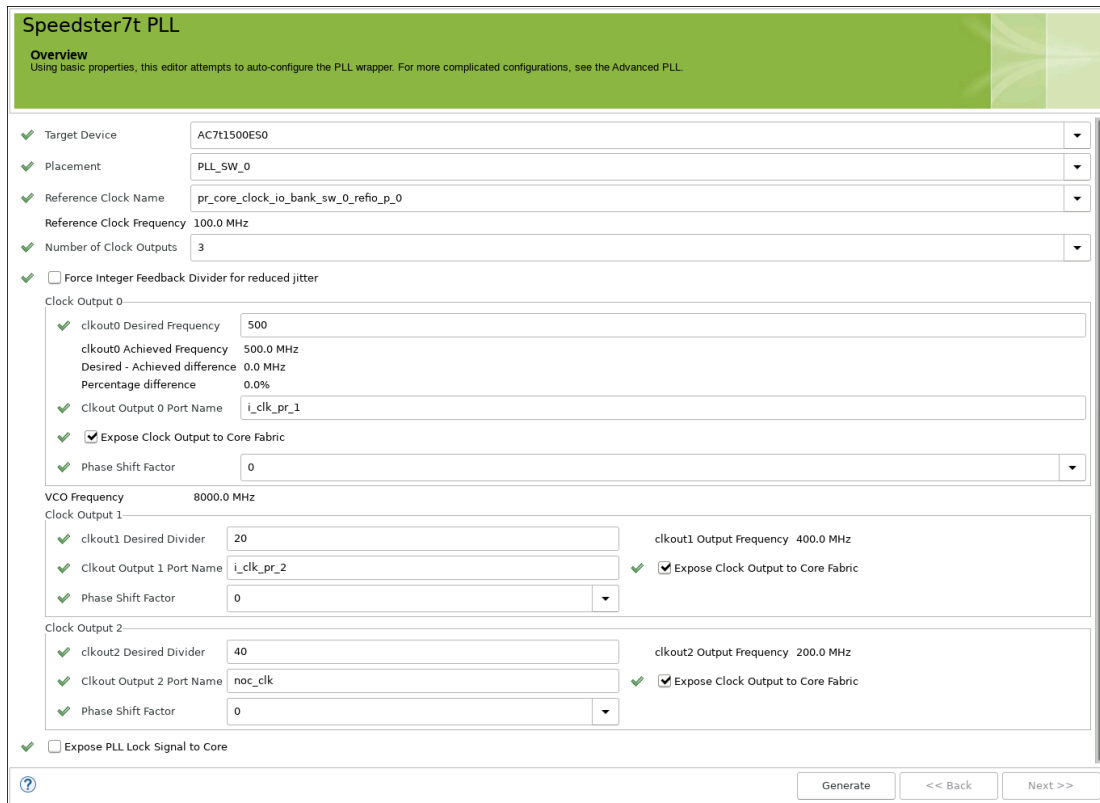 Speedster7t PLL
Overview
Using basic properties, this editor attempts to auto-configure the PLL wrapper. For more complicated configurations, see the Advanced PLL.
Target Device AC7t1500ES0
Placement PLL_SW_0
Reference Clock Name pr_core_clock_io_bank_sw_0_refio_p_0
Reference Clock Frequency 100.0 MHz
Number of Clock Outputs 3
Force Integer Feedback Divider for reduced jitter
Clock Output 0
clkout0 Desired Frequency 500
clkout0 Achieved Frequency 500.0 MHz
Desired - Achieved difference 0.0 MHz
Percentage difference 0.0%
Clkout Output 0 Port Name i_clk_pr_1
Expose Clock Output to Core Fabric
Phase Shift Factor 0
VCO Frequency 8000.0 MHz
Clock Output 1
clkout1 Desired Divider 20 clkout1 Output Frequency 400.0 MHz
Clkout Output 1 Port Name i_clk_pr_2 Expose Clock Output to Core Fabric
Phase Shift Factor 0
Clock Output 2
clkout2 Desired Divider 40 clkout2 Output Frequency 200.0 MHz
Clkout Output 2 Port Name noc_clk Expose Clock Output to Core Fabric
Phase Shift Factor 0
Expose PLL Lock Signal to Core
? Generate << Back Next >>